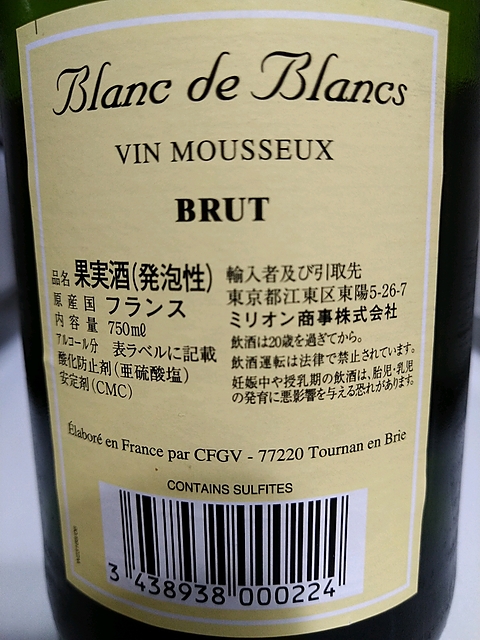 Blanc de Blancs
VIN MOUSSEUX
BRUT
品名 果実酒(発泡性)
原産国 フランス
内容量 750mℓ
アルコール分 表ラベルに記載
酸化防止剤(亜硫酸塩)
安定剤(CMC)
輸入者及び引取先
東京都江東区東陽5-26-7
ミリオン商事株式会社
飲酒は20歳を過ぎてから。
飲酒運転は法律で禁止されています。
妊娠中や授乳期の飲酒は、胎児・乳児
の発育に悪影響を与える恐れがあります。
Élaboré en France par CFGV - 77220 Tournan en Brie
CONTAINS SULFITES
3 438938 000224